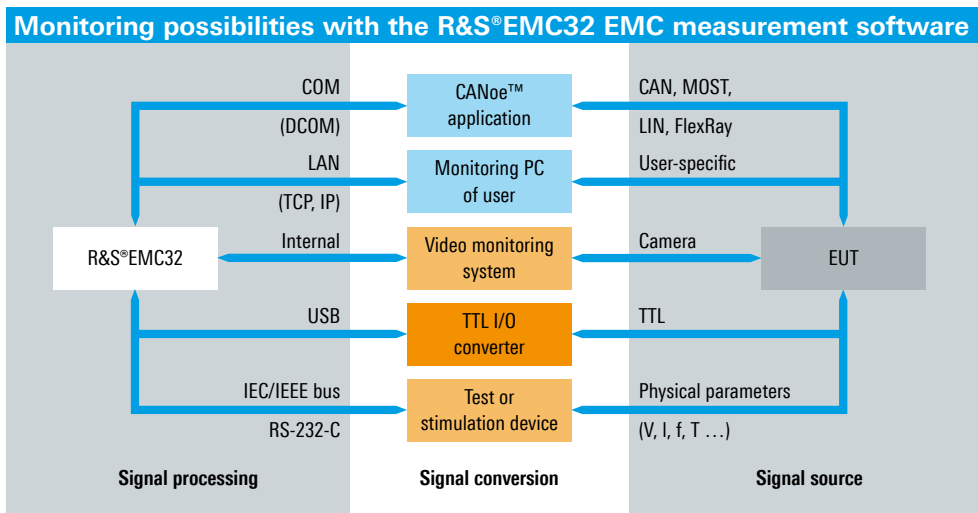 Monitoring possibilities with the R&S®EMC32 EMC measurement software
COM
(DCOM)
CANoe™
application
CAN, MOST,
LIN, FlexRay
LAN
(TCP, IP)
Monitoring PC
of user
User-specific
R&S®EMC32
Internal
Video monitoring
system
Camera
EUT
USB
TTL I/O
converter
TTL
IEC/IEEE bus
RS-232-C
Test or
stimulation device
Physical parameters
(V, I, f, T …)
Signal processing
Signal conversion
Signal source